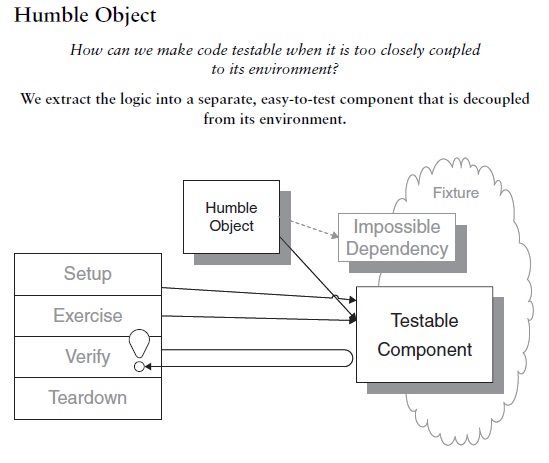 Humble Object
How can we make code testable when it is too closely coupled
to its environment?
We extract the logic into a separate, easy-to-test component that is decoupled
from its environment.
Fixture
Humble
Object
Impossible
Dependency
Setup
Exercise
Verify
Teardown
Testable
Component